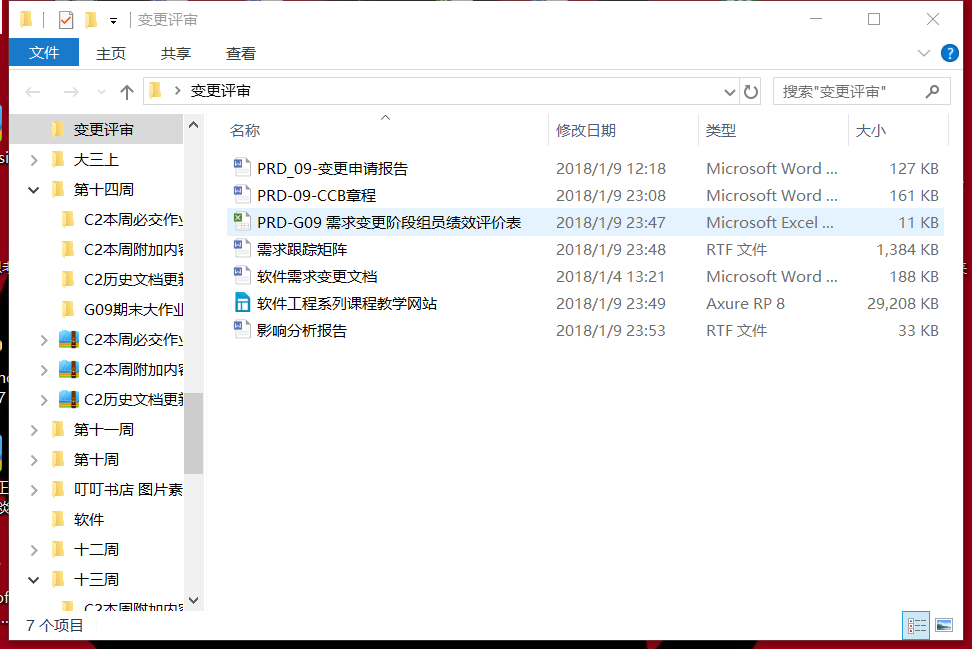 变更评审
文件 主页 共享 查看
变更评审
搜索"变更评审"
名称 修改日期 类型 大小
PRD_09-变更申请报告 2018/1/9 12:18 Microsoft Word ... 127 KB
PRD-09-CCB章程 2018/1/9 23:08 Microsoft Word ... 161 KB
PRD-G09 需求变更阶段组员绩效评价表 2018/1/9 23:47 Microsoft Excel ... 11 KB
需求跟踪矩阵 2018/1/9 23:48 RTF 文件 1,384 KB
软件需求变更文档 2018/1/4 13:21 Microsoft Word ... 188 KB
软件工程系列课程教学网站 2018/1/9 23:49 Axure RP 8 29,208 KB
影响分析报告 2018/1/9 23:53 RTF 文件 33 KB
变更评审
大三上
第十四周
C2本周必交作业
C2本周附加内容
C2历史文档更新
G09期末大作业
C2本周必交作业
C2本周附加内容
C2历史文档更新
第十一周
第十周
叮叮书店 图片素
软件
十二周
十三周
C2本周附加内容
7 个项目